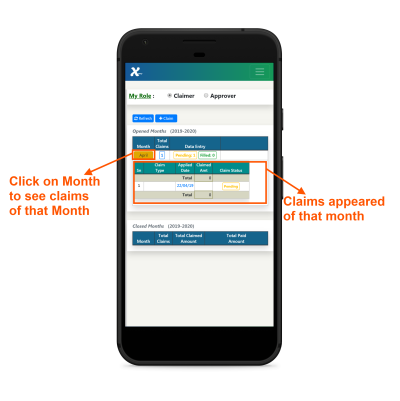 X
My Role : Claimer Approver
Refresh +Claim
Opened Months (2019-2020)
Month Total Claims Data Entry
April 1 Pending: 1 Filled: 0
Sr Claim Type Applied Date Claimed Amt Claim Status
Total 0
1 22/04/19 Pending
Total 0
Click on Month
to see claims
of that Month
Claims appeared
of that month
Closed Months (2019-2020)
Month Total Claims Total Claimed Amount Total Paid Amount